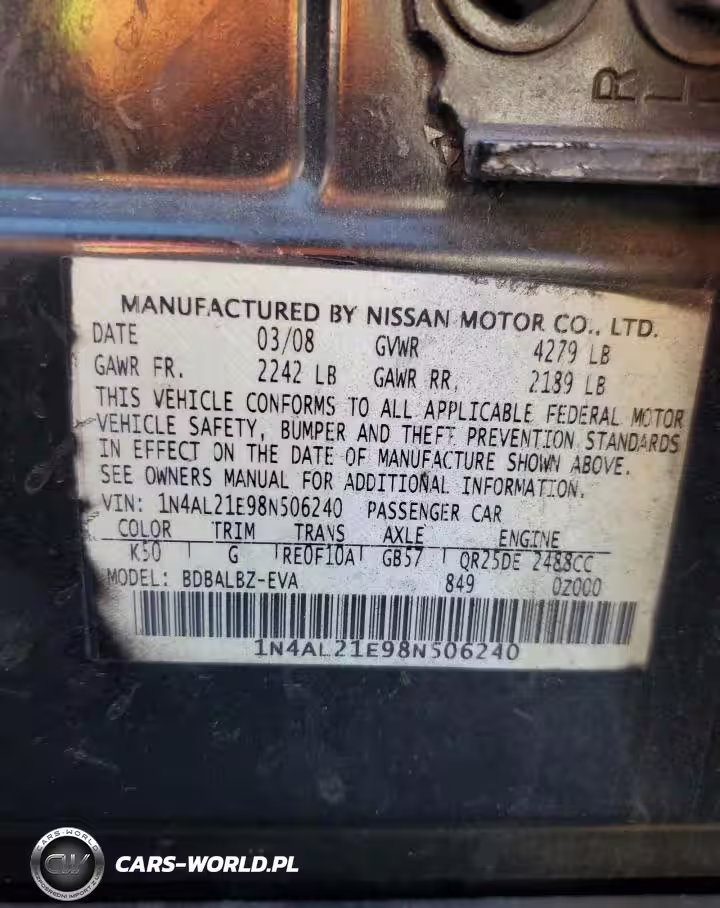 R
L
MANUFACTURED BY NISSAN MOTOR CO., LTD.
DATE 03/08 GVWR 4279 LB
GAWR FR. 2242 LB GAWR RR. 2189 LB
THIS VEHICLE CONFORMS TO ALL APPLICABLE FEDERAL MOTOR
VEHICLE SAFETY, BUMPER AND THEFT PREVENTION STANDARDS
IN EFFECT ON THE DATE OF MANUFACTURE SHOWN ABOVE.
SEE OWNERS MANUAL FOR ADDITIONAL INFORMATION.
VIN: 1N4AL21E98N506240 PASSENGER CAR
COLOR TRIM TRANS AXLE ENGINE
K50 G RE0F10A GB57 QR25DE 2488CC
MODEL: BDBALBZ-EVA 849 0Z000
1N4AL21E98N506240
CARS-WORLD
CW
CARS-WORLD.PL